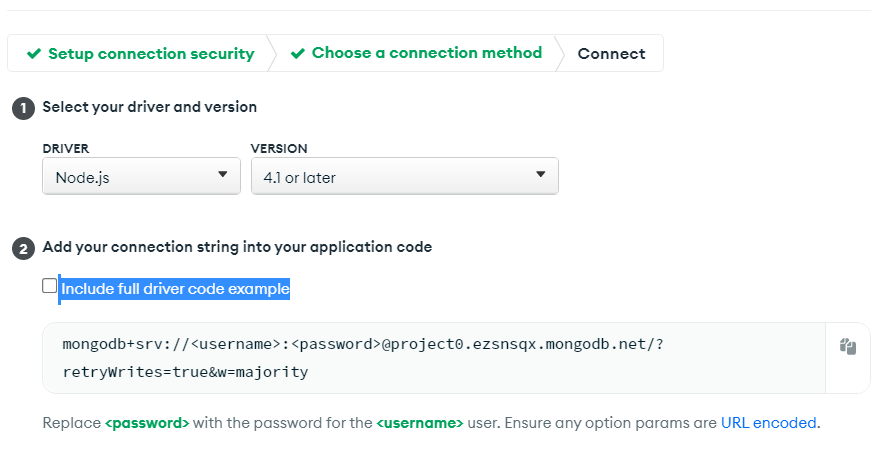 Setup connection security
Choose a connection method
Connect
1 Select your driver and version
DRIVER
VERSION
Node.js
4.1 or later
2 Add your connection string into your application code
Include full driver code example
mongodb+srv://<username>:<password>@project0.ezsnsqx.mongodb.net/?
retryWrites=true&w=majority
Replace <password> with the password for the <username> user. Ensure any option params are URL encoded.